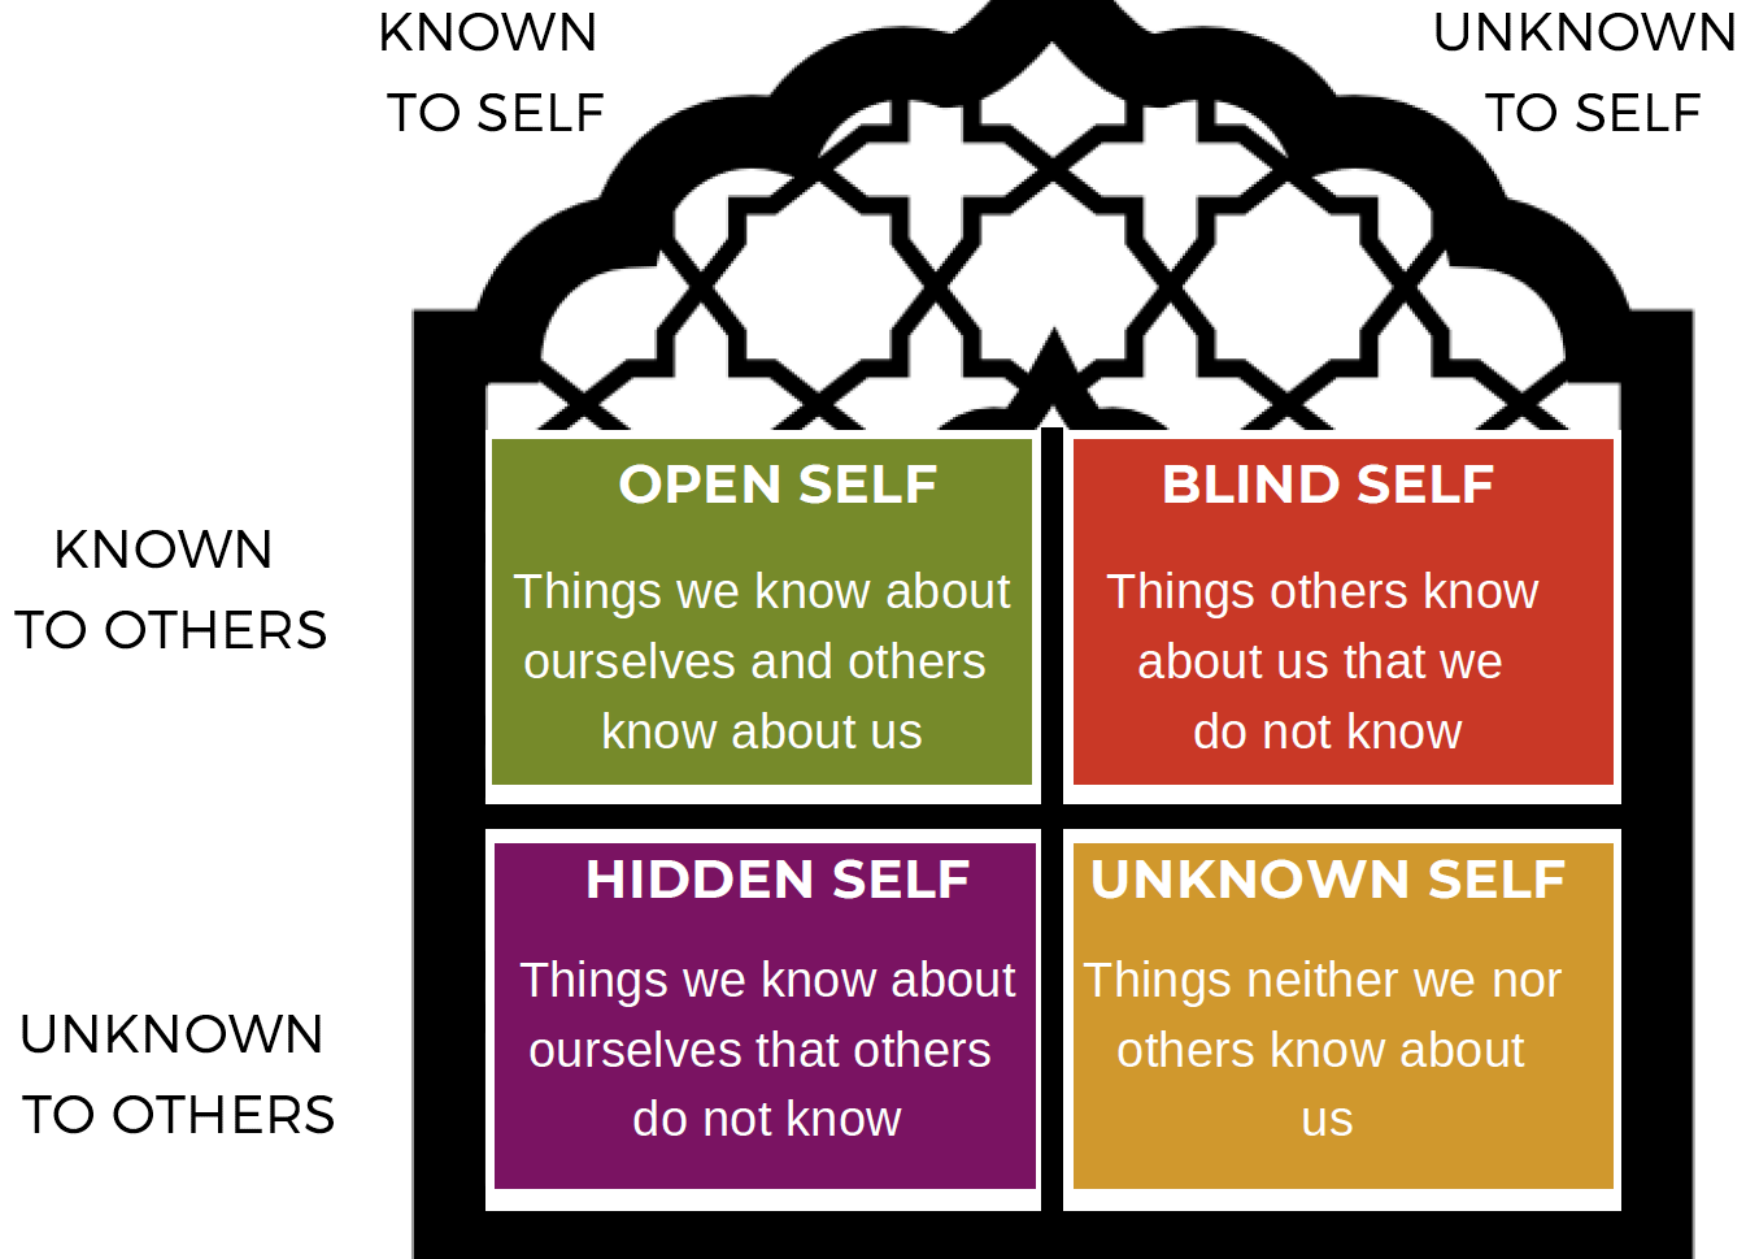 KNOWN
TO SELF
UNKNOWN
TO SELF
KNOWN
TO OTHERS
OPEN SELF
Things we know about
ourselves and others
know about us
BLIND SELF
Things others know
about us that we
do not know
UNKNOWN
TO OTHERS
HIDDEN SELF
Things we know about
ourselves that others
do not know
UNKNOWN SELF
Things neither we nor
others know about
us